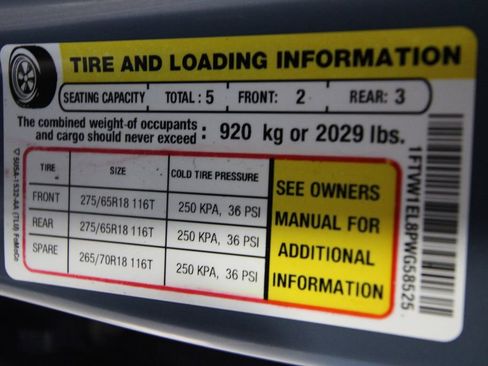 TIRE AND LOADING INFORMATION
SEATING CAPACITY TOTAL : 5 FRONT: 2 REAR: 3
The combined weight of occupants
and cargo should never exceed : 920 kg or 2029 lbs.
TIRE SIZE COLD TIRE PRESSURE
FRONT 275/65R18 116T 250 KPA, 36 PSI
REAR 275/65R18 116T 250 KPA, 36 PSI
SPARE 265/70R18 116T 250 KPA, 36 PSI
SEE OWNERS
MANUAL FOR
ADDITIONAL
INFORMATION
1FTVW1EL8PWG58525